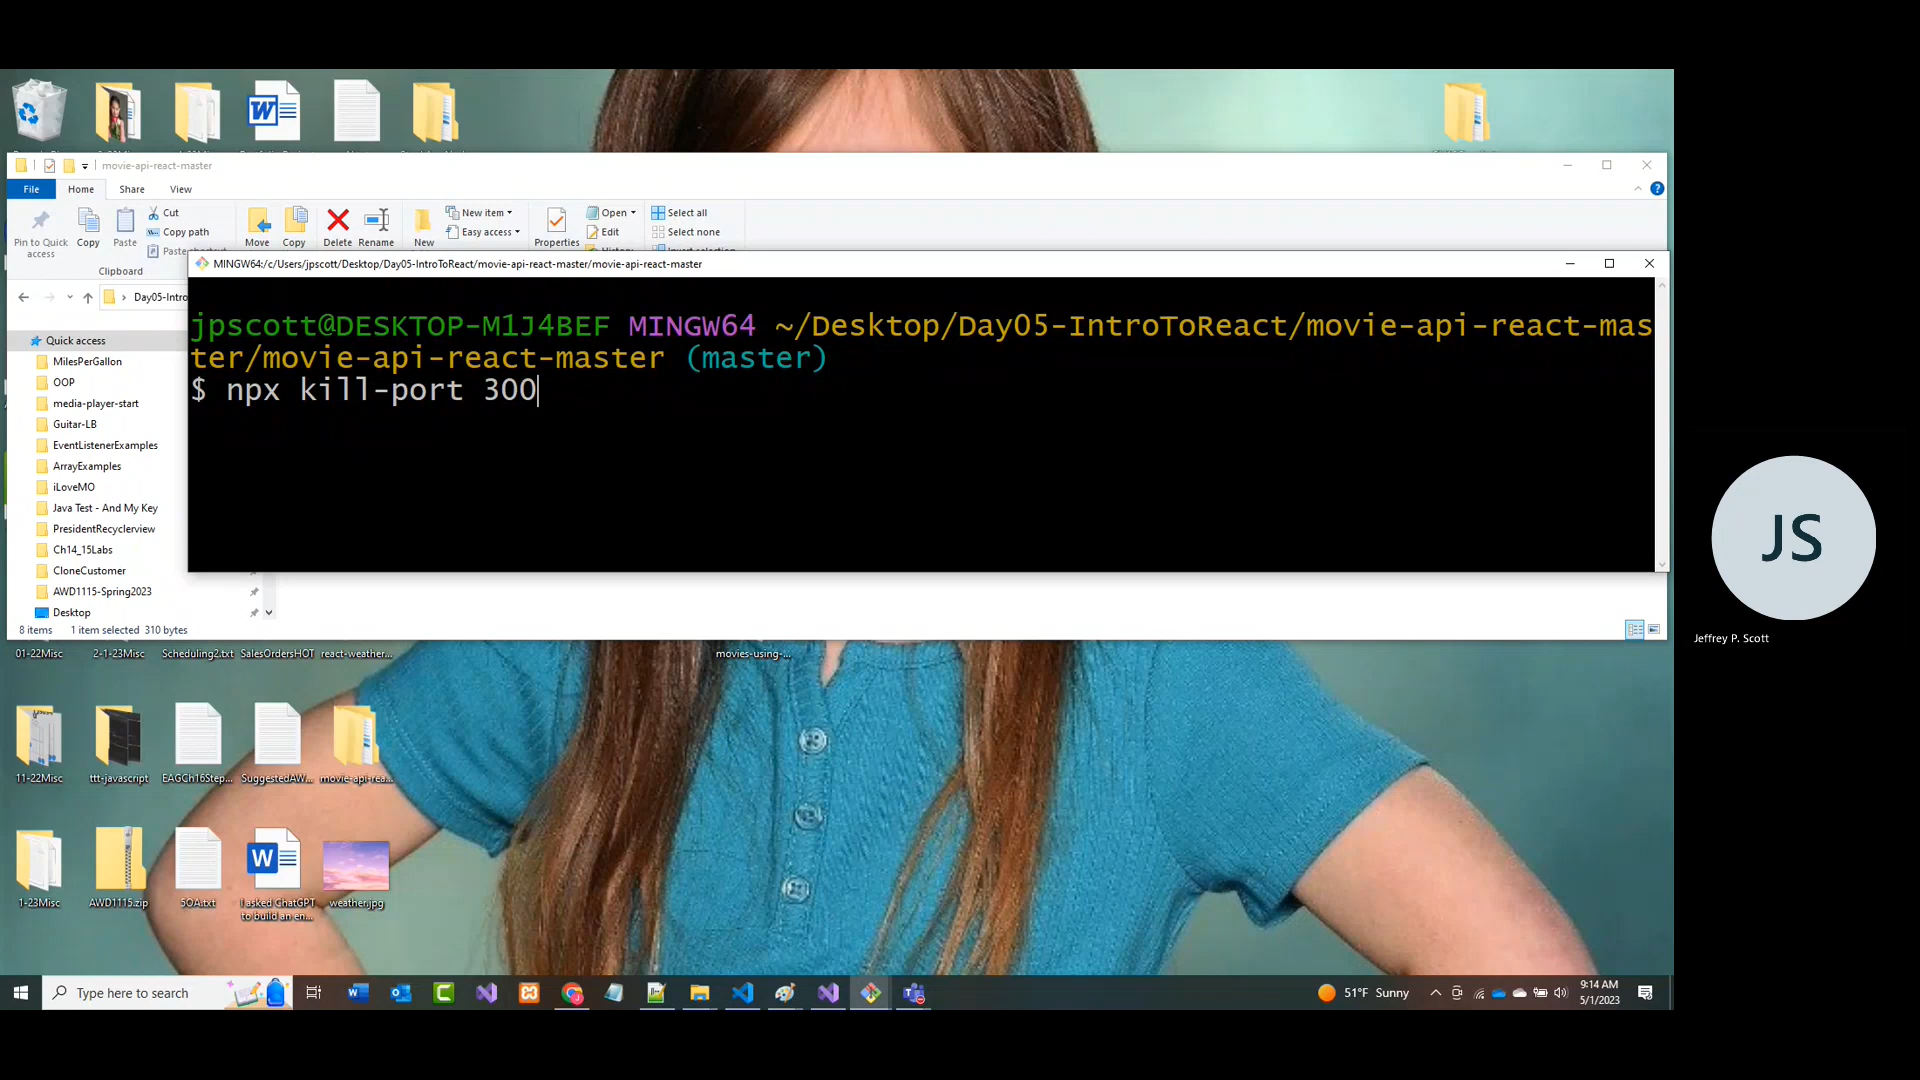 movie-api-react-master
File
Home
Share
View
Pin to Quick access
Copy
Paste
Cut
Copy path
Move
Copy
Delete
Rename
New
New item
Easy access
Properties
Open
Edit
Select all
Select none
Clipboard
MINGW64:/c/Users/jpscott/Desktop/Day05-IntroToReact/movie-api-react-master/movie-api-react-master
Day05-Intro
jpscott@DESKTOP-M1J4BEF MINGW64 ~/Desktop/Day05-IntroToReact/movie-api-react-mas
ter/movie-api-react-master (master)
$ npx kill-port 300
Quick access
MilesPerGallon
OOP
media-player-start
Guitar-LB
EventListenerExamples
ArrayExamples
iLoveMO
Java Test - And My Key
PresidentRecyclerview
Ch14_15Labs
CloneCustomer
AWD1115-Spring2023
Desktop
8 items 1 item selected 310 bytes
01-22Misc
2-1-23Misc
Scheduling2.txt
SalesOrdersHOT
react-weather...
movies-using-...
11-22Misc
ttt-javascript
EAGCh16Step...
SuggestedAW...
movie-api-rea...
1-23Misc
AWD1115.zip
SOA.txt
I asked ChatGPT
to build an en...
weather.jpg
Type here to search
51°F Sunny
9:14 AM
5/1/2023
JS
Jeffrey P. Scott